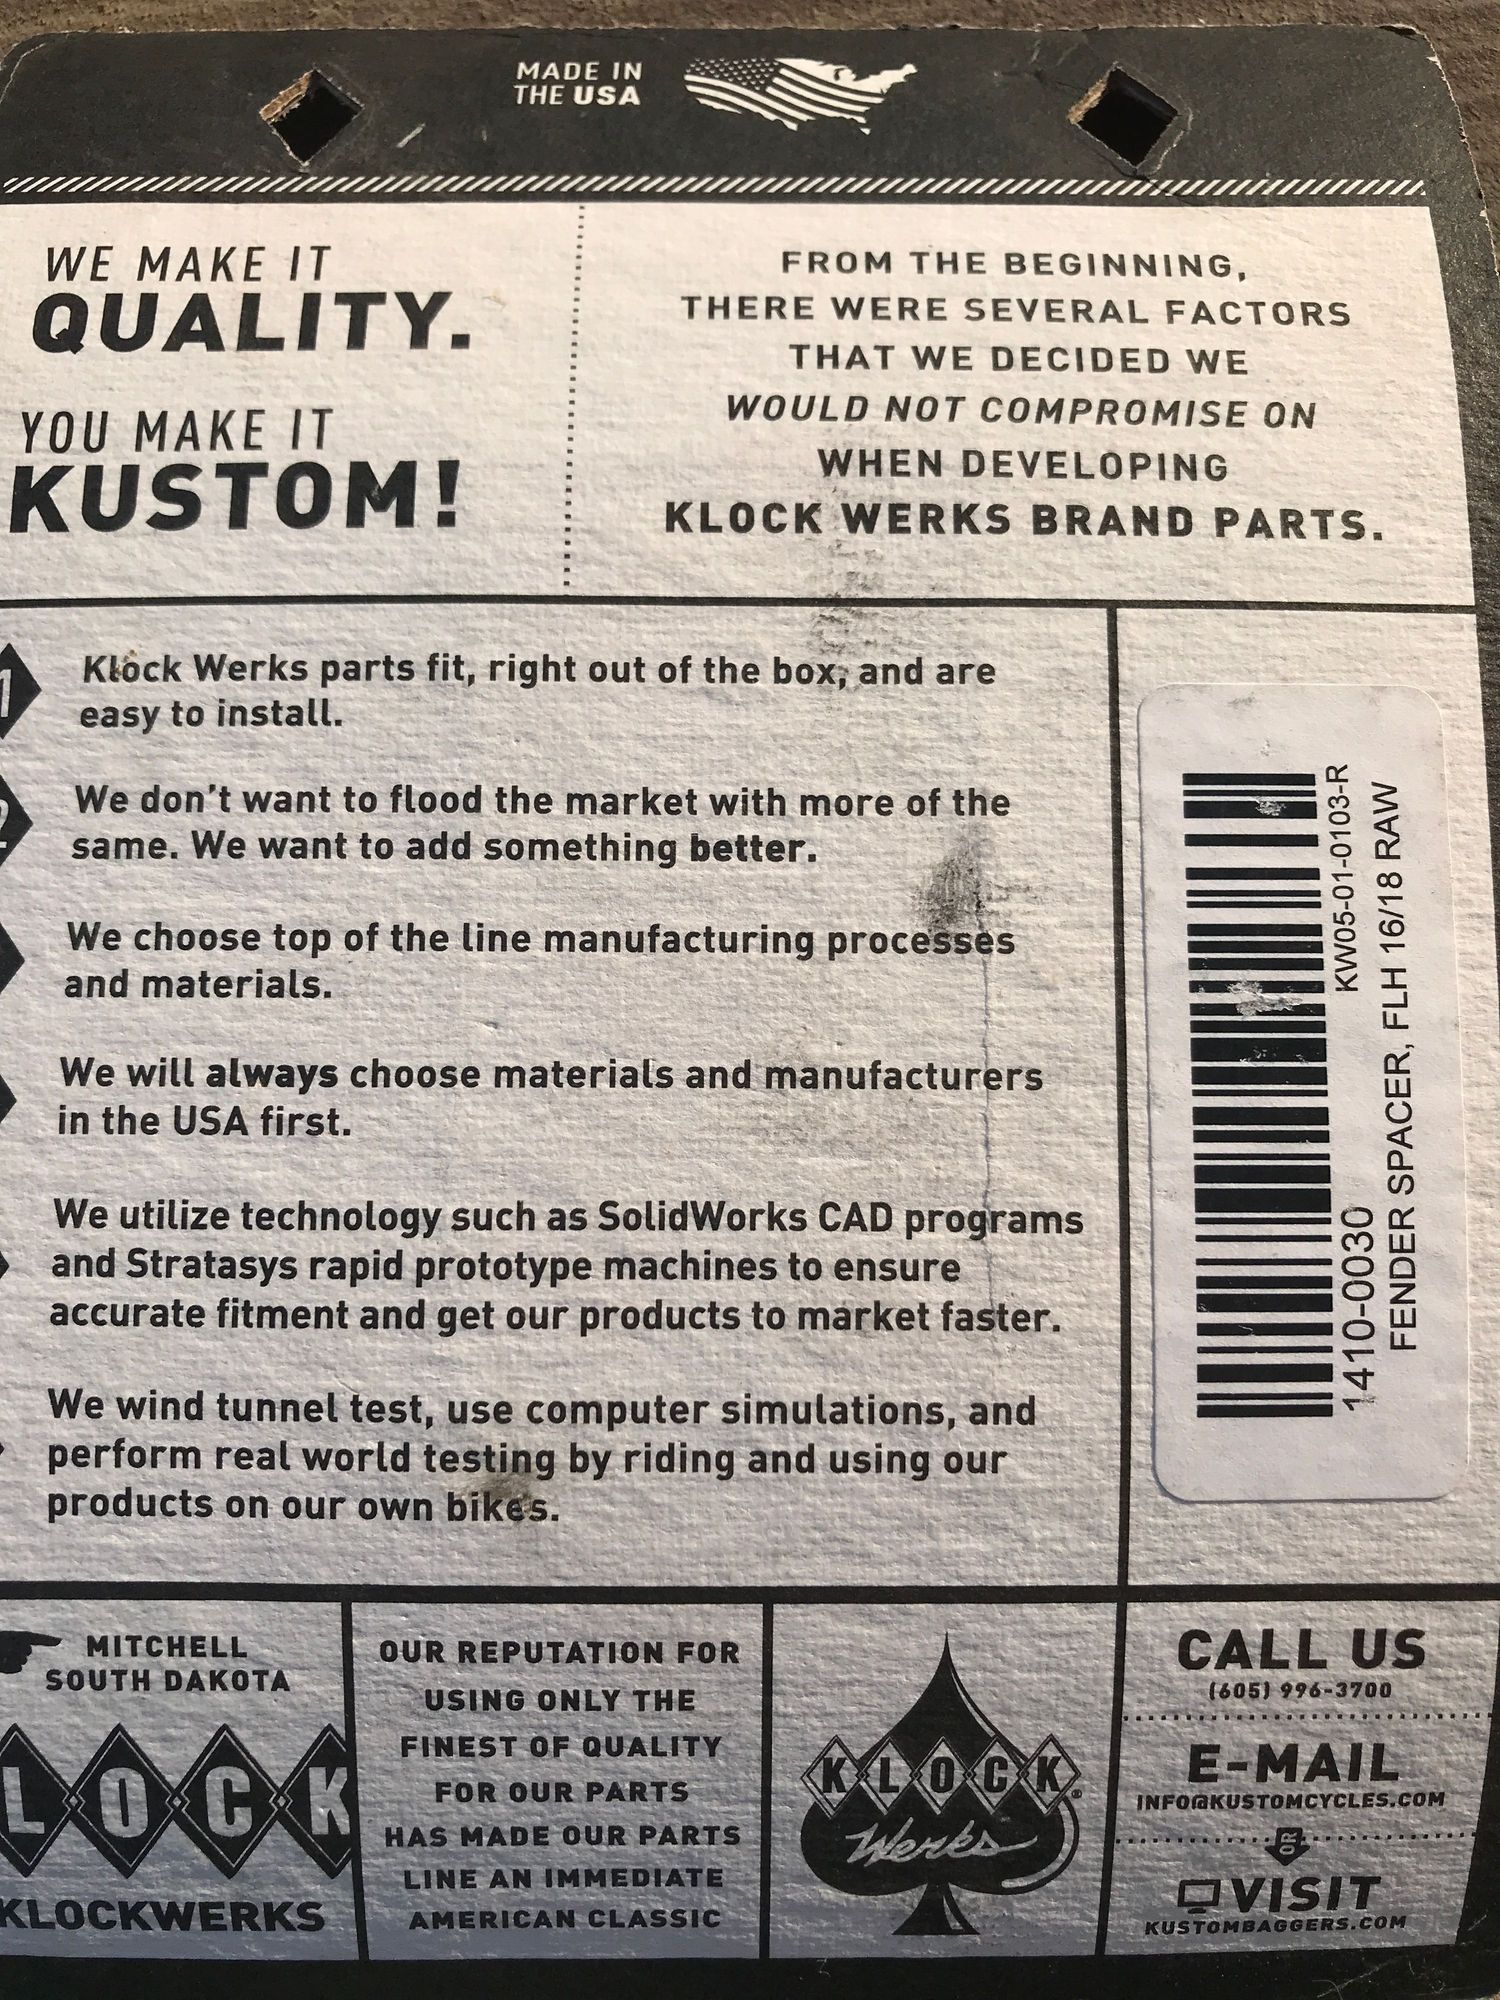 MADE IN
THE USA
WE MAKE IT
QUALITY.
YOU MAKE IT
KUSTOM!
FROM THE BEGINNING,
THERE WERE SEVERAL FACTORS
THAT WE DECIDED WE
WOULD NOT COMPROMISE ON
WHEN DEVELOPING
KLOCK WERKS BRAND PARTS.
1
Klock Werks parts fit, right out of the box, and are
easy to install.
2
We don't want to flood the market with more of the
same. We want to add something better.
We choose top of the line manufacturing processes
and materials.
We will always choose materials and manufacturers
in the USA first.
We utilize technology such as SolidWorks CAD programs
and Stratasys rapid prototype machines to ensure
accurate fitment and get our products to market faster.
We wind tunnel test, use computer simulations, and
perform real world testing by riding and using our
products on our own bikes.
KW05-01-0103-R
1410-0030
FENDER SPACER, FLH 16/18 RAW
MITCHELL
SOUTH DAKOTA
LOCK
KLOCKWERKS
OUR REPUTATION FOR
USING ONLY THE
FINEST OF QUALITY
FOR OUR PARTS
HAS MADE OUR PARTS
LINE AN IMMEDIATE
AMERICAN CLASSIC
KLOCK®
Werks
CALL US
(605) 996-3700
E-MAIL
INFO@KUSTOMCYCLES.COM
OR
VISIT
KUSTOMBAGGERS.COM